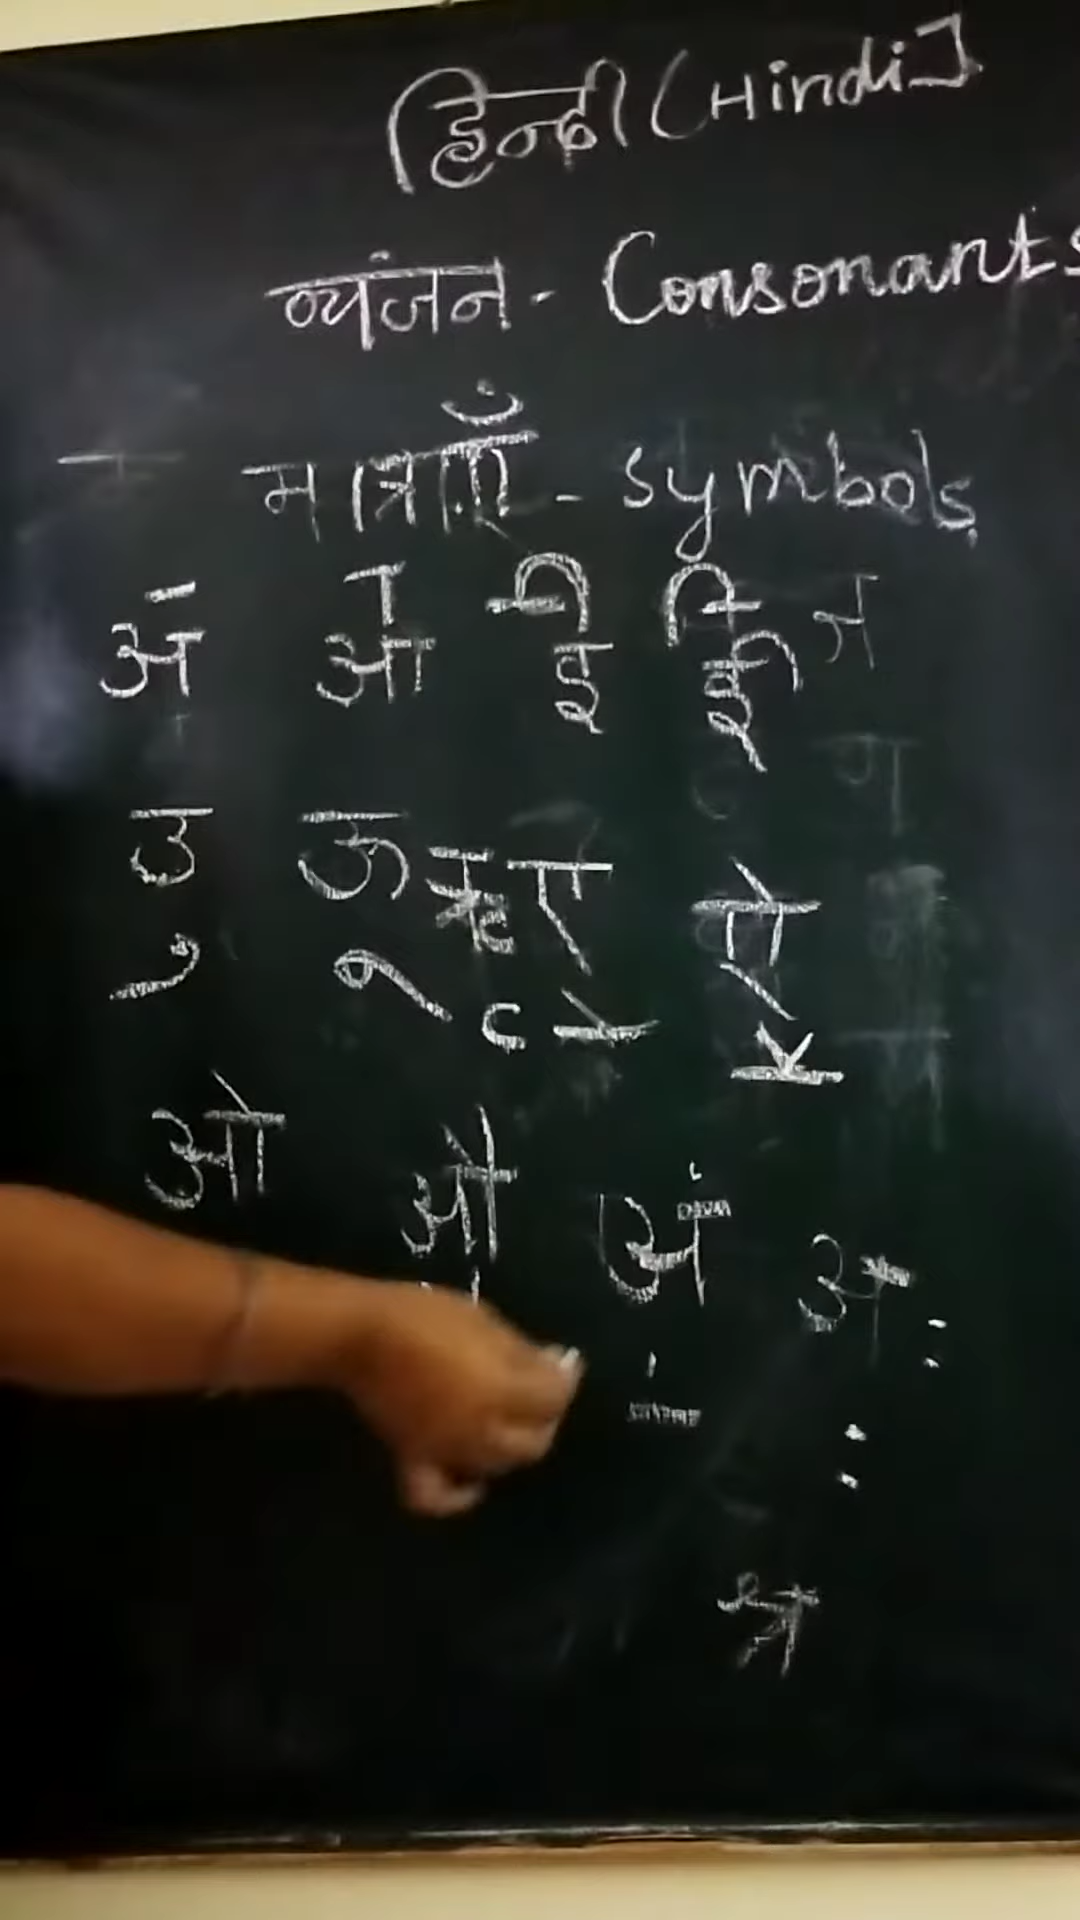 हिन्दी (Hindi]
व्यंजन - Consonants
मात्राएँ - symbols
ा ि ी
अ आ इ ई
उ ऊ ऋ ए ऐ
ु ू ृ े ै
ओ औ अं अः
ं ः